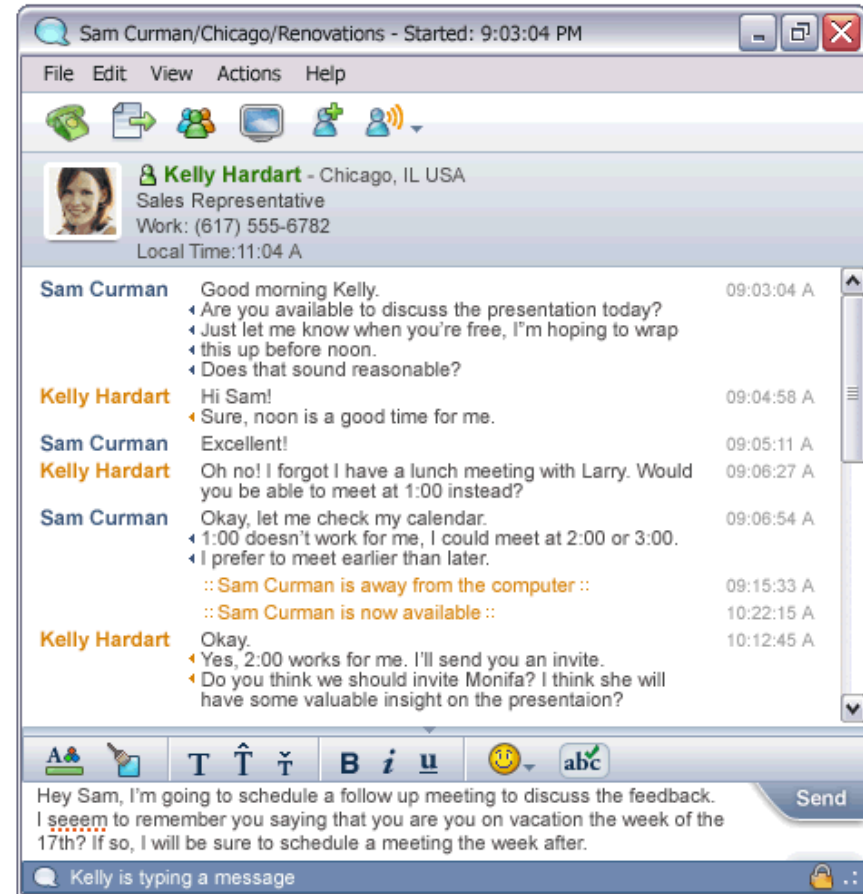 Sam Curman/Chicago/Renovations - Started: 9:03:04 PM
File Edit View Actions Help
Kelly Hardart - Chicago, IL USA
Sales Representative
Work: (617) 555-6782
Local Time:11:04 A
Sam Curman Good morning Kelly. 09:03:04 A
Are you available to discuss the presentation today?
Just let me know when you're free, I"m hoping to wrap
this up before noon.
Does that sound reasonable?
Kelly Hardart Hi Sam! 09:04:58 A
Sure, noon is a good time for me.
Sam Curman Excellent! 09:05:11 A
Kelly Hardart Oh no! I forgot I have a lunch meeting with Larry. Would 09:06:27 A
you be able to meet at 1:00 instead?
Sam Curman Okay, let me check my calendar. 09:06:54 A
1:00 doesn't work for me, I could meet at 2:00 or 3:00.
I prefer to meet earlier than later.
:: Sam Curman is away from the computer :: 09:15:33 A
:: Sam Curman is now available :: 10:22:15 A
Kelly Hardart Okay. 10:12:45 A
Yes, 2:00 works for me. I'll send you an invite.
Do you think we should invite Monifa? I think she will
have some valuable insight on the presentaion?
A T T̂ Ť B i u abc
Hey Sam, I'm going to schedule a follow up meeting to discuss the feedback. Send
I seeem to remember you saying that you are you on vacation the week of the
17th? If so, I will be sure to schedule a meeting the week after.
Kelly is typing a message